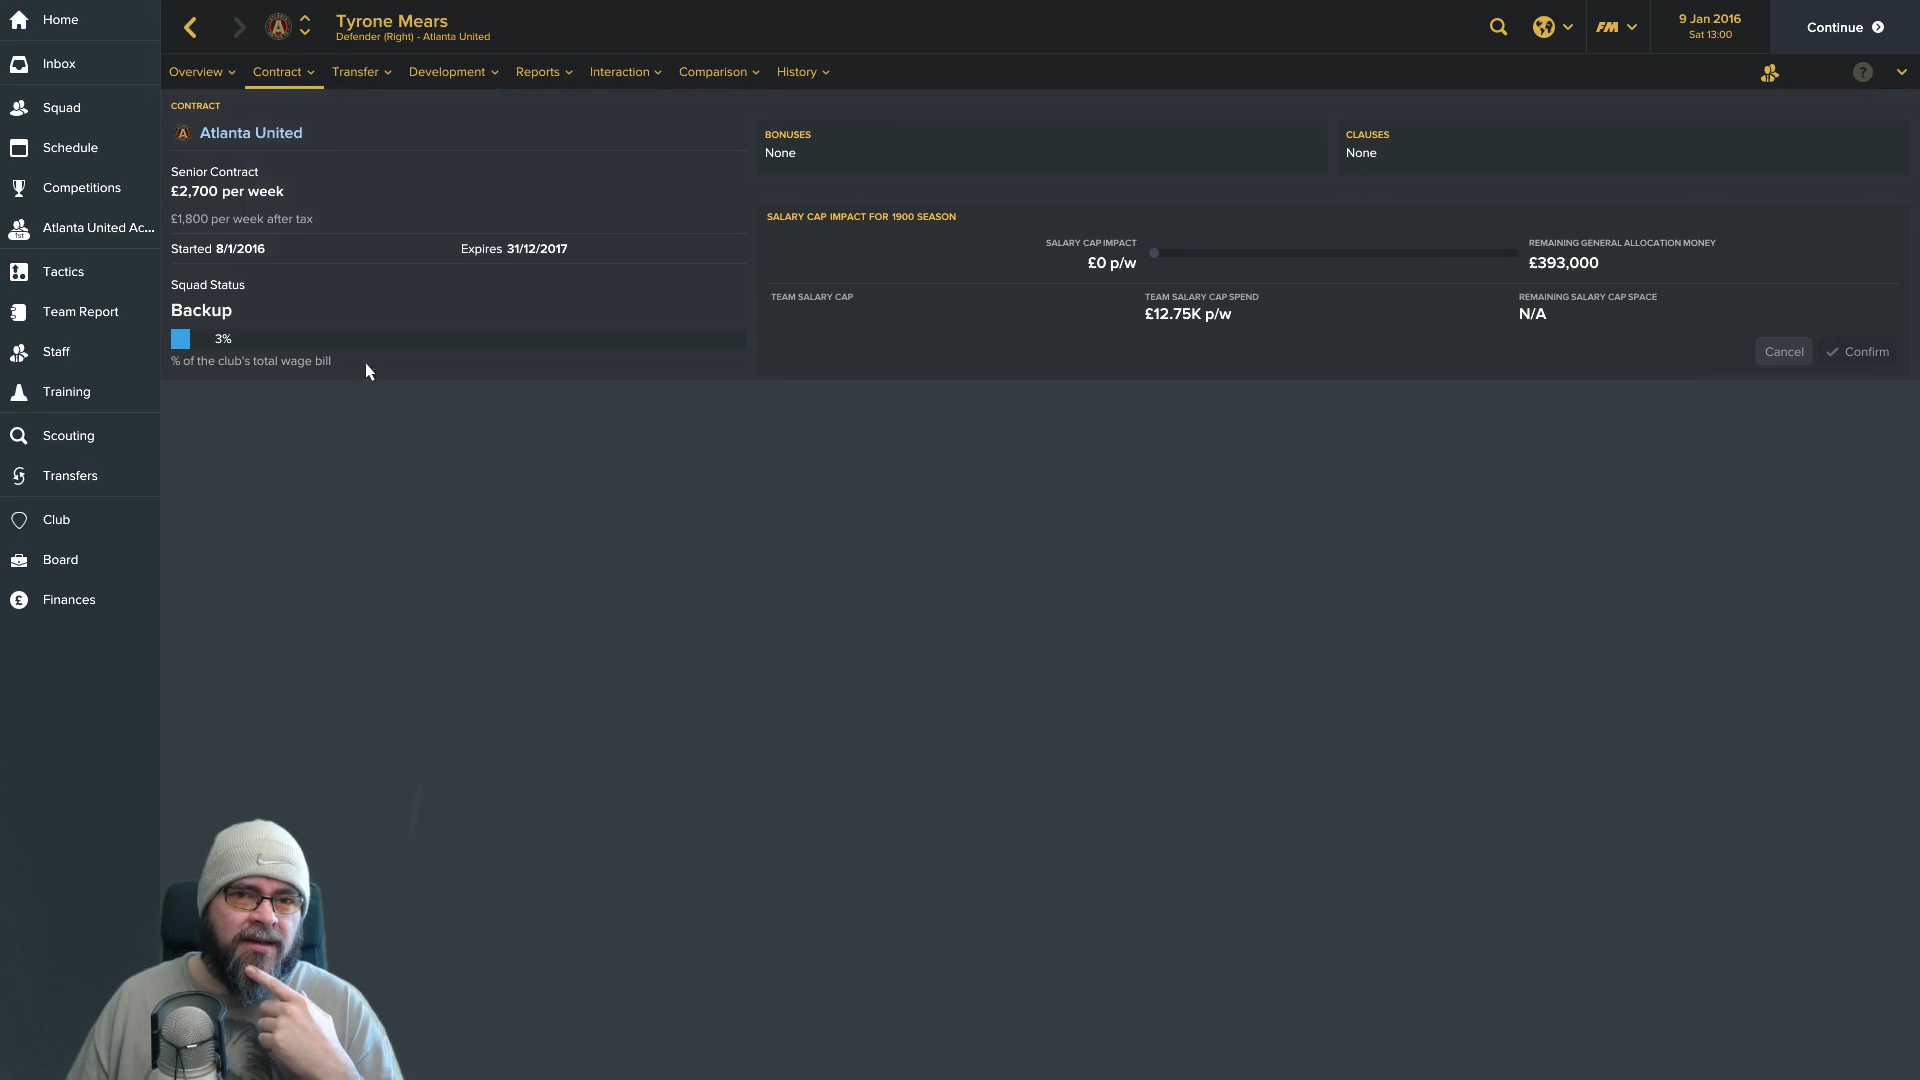 Home
Inbox
Squad
Schedule
Competitions
1st
Atlanta United Ac...
Tactics
Team Report
Staff
Training
Scouting
Transfers
Club
Board
£
Finances
A
Tyrone Mears
Defender (Right) - Atlanta United
FM
9 Jan 2016
Sat 13:00
Continue
Overview
Contract
Transfer
Development
Reports
Interaction
Comparison
History
?
CONTRACT
A
Atlanta United
Senior Contract
£2,700 per week
£1,800 per week after tax
Started 8/1/2016
Expires 31/12/2017
Squad Status
Backup
3%
% of the club's total wage bill
BONUSES
None
CLAUSES
None
SALARY CAP IMPACT FOR 1900 SEASON
SALARY CAP IMPACT
£0 p/w
REMAINING GENERAL ALLOCATION MONEY
£393,000
TEAM SALARY CAP
TEAM SALARY CAP SPEND
£12.75K p/w
REMAINING SALARY CAP SPACE
N/A
Cancel
Confirm